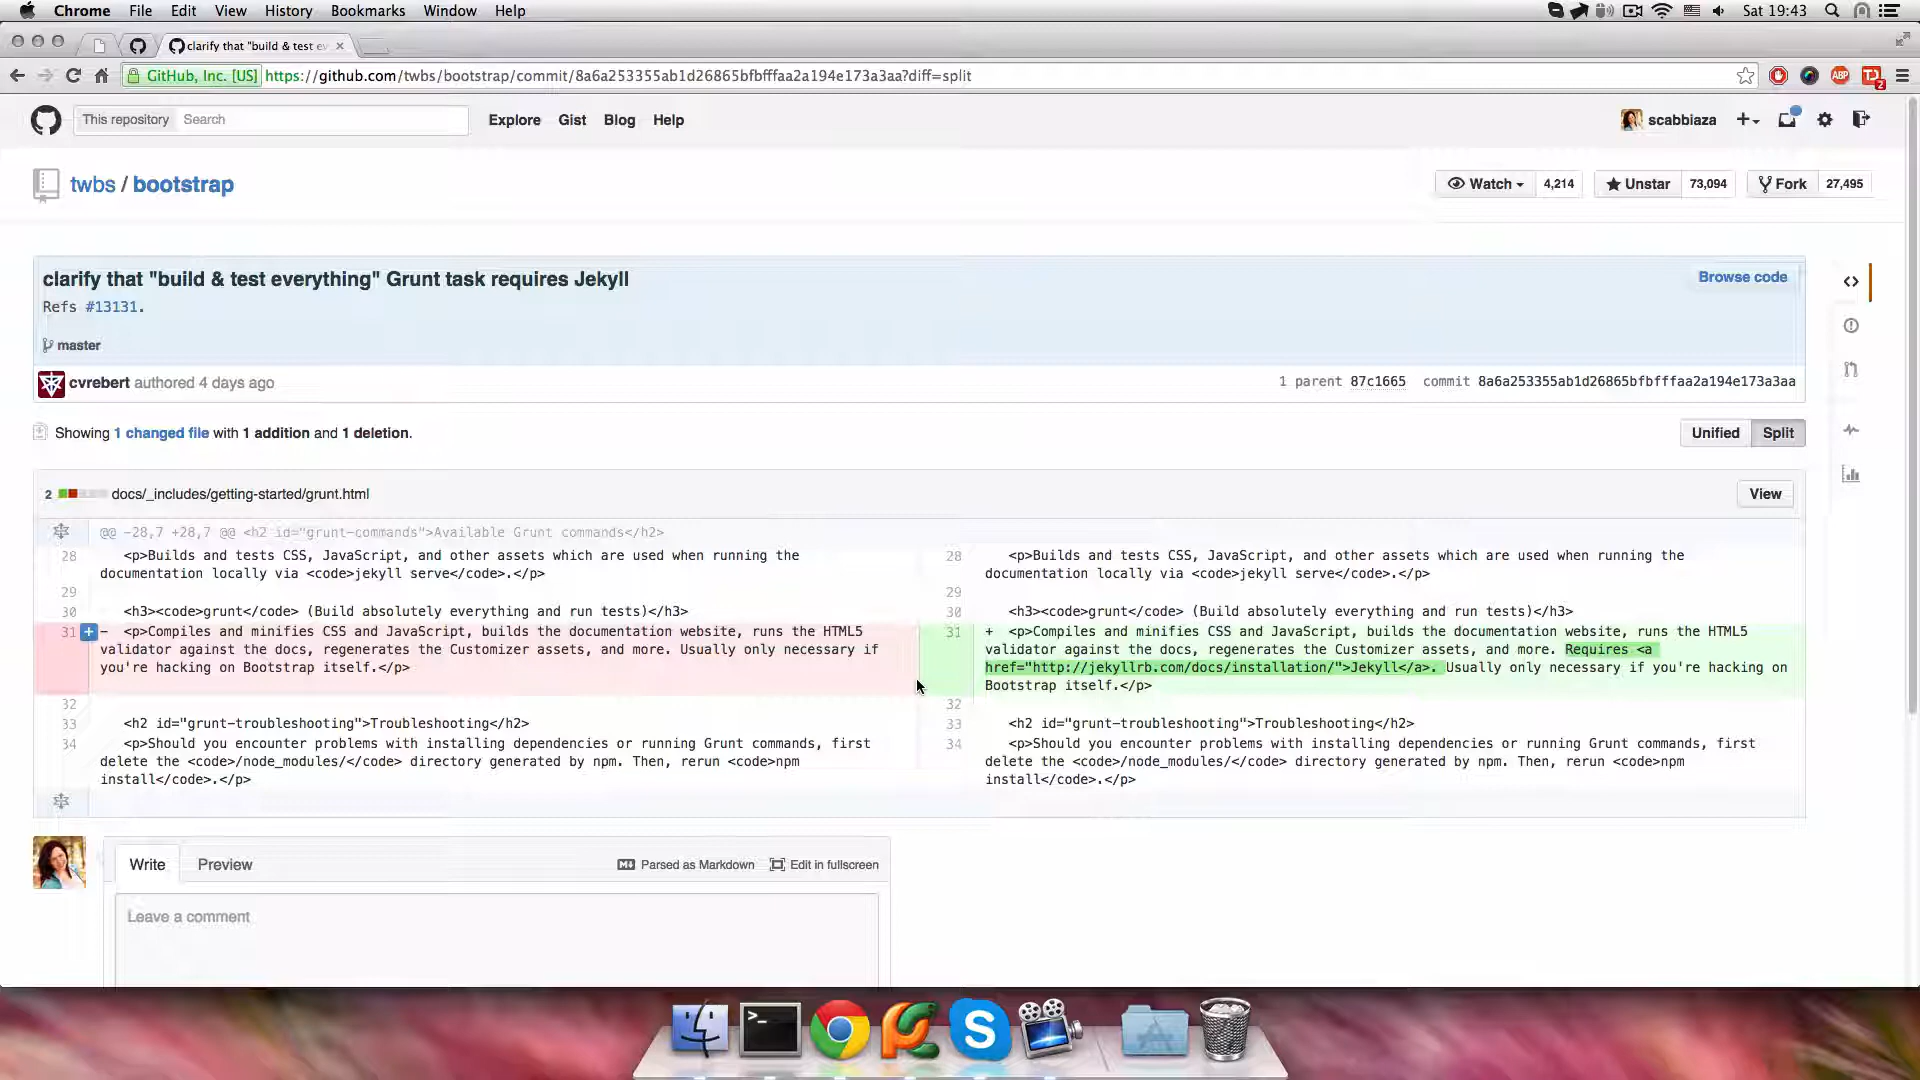 Chrome File Edit View History Bookmarks Window Help Sat 19:43
clarify that "build & test ev
GitHub, Inc. [US] https://github.com/twbs/bootstrap/commit/8a6a253355ab1d26865bfbfffaa2a194e173a3aa?diff=split ABP 2
This repository Search Explore Gist Blog Help scabbiaza
twbs / bootstrap Watch 4,214 Unstar 73,094 Fork 27,495
clarify that "build & test everything" Grunt task requires Jekyll Browse code
Refs #13131.
master
cvrebert authored 4 days ago 1 parent 87c1665 commit 8a6a253355ab1d26865bfbfffaa2a194e173a3aa
Showing 1 changed file with 1 addition and 1 deletion. Unified Split
2 docs/_includes/getting-started/grunt.html View
@@ -28,7 +28,7 @@ <h2 id="grunt-commands">Available Grunt commands</h2>
28 <p>Builds and tests CSS, JavaScript, and other assets which are used when running the
documentation locally via <code>jekyll serve</code>.</p>
29
30 <h3><code>grunt</code> (Build absolutely everything and run tests)</h3>
31 + - <p>Compiles and minifies CSS and JavaScript, builds the documentation website, runs the HTML5
validator against the docs, regenerates the Customizer assets, and more. Usually only necessary if
you're hacking on Bootstrap itself.</p>
32
33 <h2 id="grunt-troubleshooting">Troubleshooting</h2>
34 <p>Should you encounter problems with installing dependencies or running Grunt commands, first
delete the <code>/node_modules/</code> directory generated by npm. Then, rerun <code>npm
install</code>.</p>
28 <p>Builds and tests CSS, JavaScript, and other assets which are used when running the
documentation locally via <code>jekyll serve</code>.</p>
29
30 <h3><code>grunt</code> (Build absolutely everything and run tests)</h3>
31 + <p>Compiles and minifies CSS and JavaScript, builds the documentation website, runs the HTML5
validator against the docs, regenerates the Customizer assets, and more. Requires <a
href="http://jekyllrb.com/docs/installation/">Jekyll</a>. Usually only necessary if you're hacking on
Bootstrap itself.</p>
32
33 <h2 id="grunt-troubleshooting">Troubleshooting</h2>
34 <p>Should you encounter problems with installing dependencies or running Grunt commands, first
delete the <code>/node_modules/</code> directory generated by npm. Then, rerun <code>npm
install</code>.</p>
Write Preview Parsed as Markdown Edit in fullscreen
Leave a comment